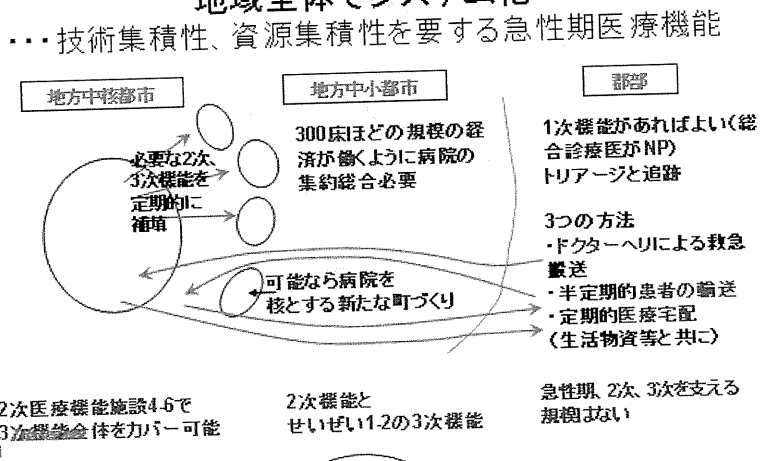 地域全体でシステム化
・・・技術集積性、資源集積性を要する急性期医療機能
地方中核都市
地方中小都市
郡部
必要な2次、
3次機能を
定期的に
補填
300床ほどの規模の経
済が働くように病院の
集約総合必要
1次機能があればよい(総
合診療医がNP)
トリアージと追跡
3つの方法
・ドクターヘリによる救急
搬送
・半定期的患者の輸送
・定期的医療宅配
(生活物資等と共に)
可能なら病院を
核とする新たな町づくり
2次医療機能施設4-6で
3次機能全体をカバー可能
2次機能と
せいぜい1-2の3次機能
急性期、2次、3次を支える
規模はない